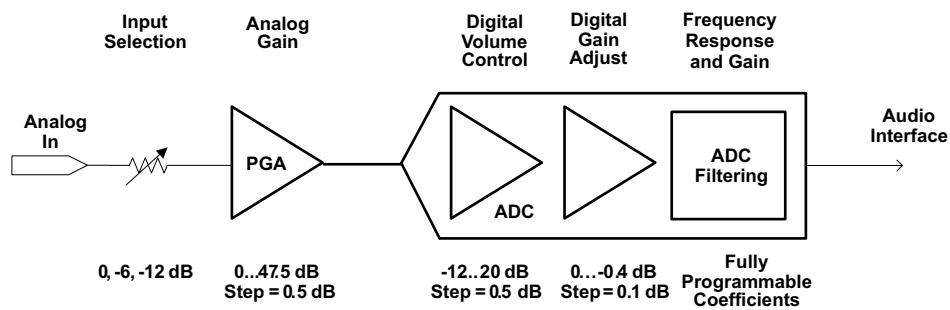 Input
Selection
Analog
Gain
Digital
Volume
Control
Digital
Gain
Adjust
Frequency
Response
and Gain
Analog
In
PGA
ADC
ADC
Filtering
Audio
Interface
0, -6, -12 dB
0...47.5 dB
Step = 0.5 dB
-12..20 dB
Step = 0.5 dB
0...-0.4 dB
Step = 0.1 dB
Fully
Programmable
Coefficients